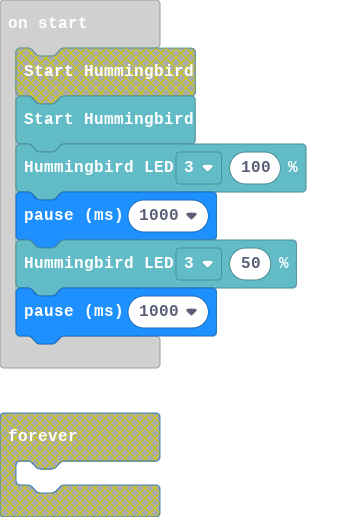 on start
Start Hummingbird
Start Hummingbird
Hummingbird LED 3 100 %
pause (ms) 1000
Hummingbird LED 3 50 %
pause (ms) 1000
forever